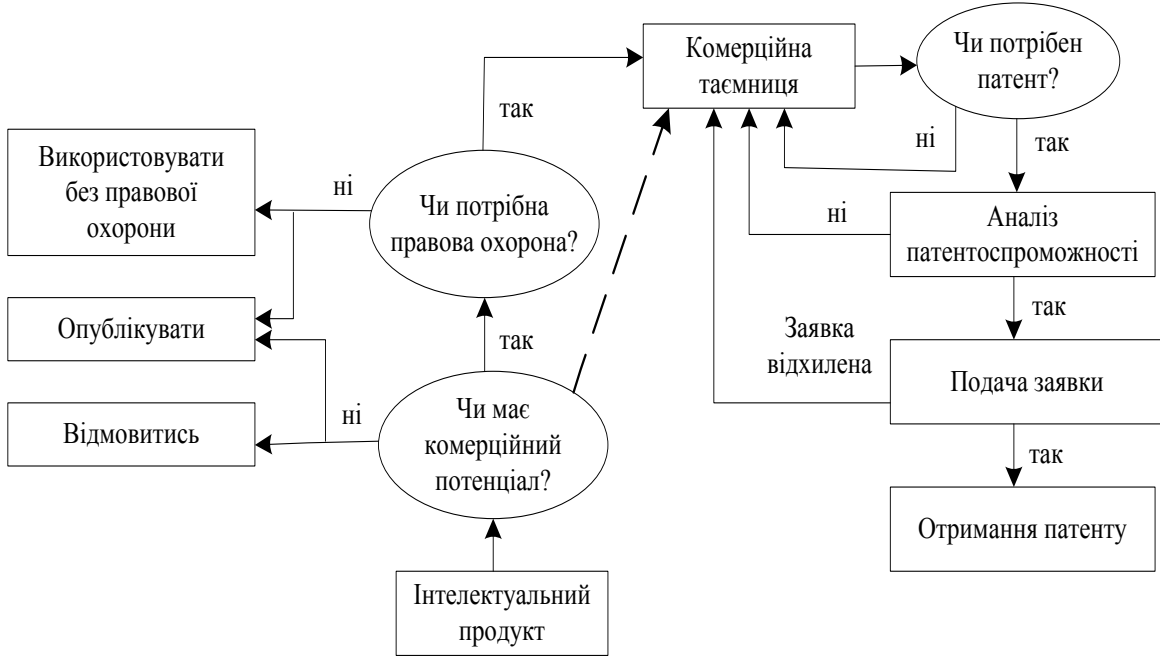 Комерційна
таємниця
Чи потрібен
патент?
так
ні
так
Використовувати
без правової
охорони
ні
Чи потрібна
правова охорона?
ні
Аналіз
патентоспроможності
так
Опублікувати
так
Заявка
відхилена
Подача заявки
Відмовитись
ні
Чи має
комерційний
потенціал?
так
Отримання патенту
Інтелектуальний
продукт